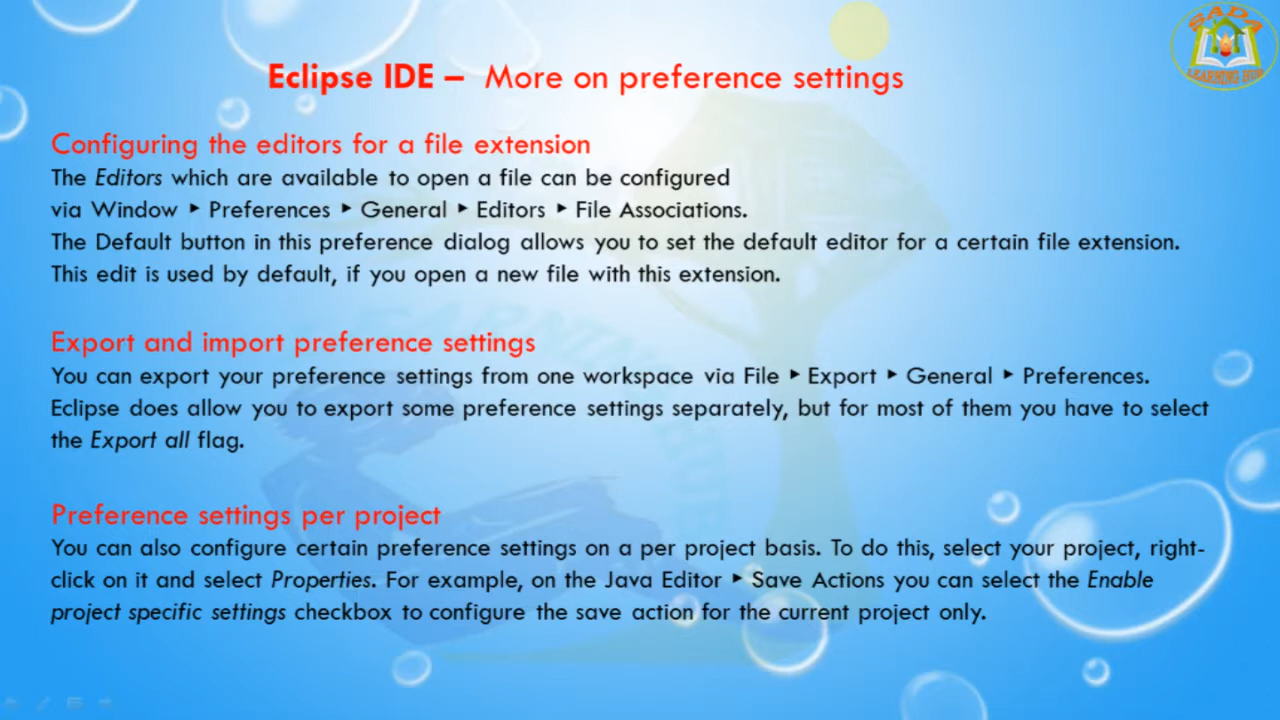 SADA
LEARNING HUB
Eclipse IDE – More on preference settings
Configuring the editors for a file extension
The Editors which are available to open a file can be configured
via Window ▸ Preferences ▸ General ▸ Editors ▸ File Associations.
The Default button in this preference dialog allows you to set the default editor for a certain file extension.
This edit is used by default, if you open a new file with this extension.
Export and import preference settings
You can export your preference settings from one workspace via File ▸ Export ▸ General ▸ Preferences.
Eclipse does allow you to export some preference settings separately, but for most of them you have to select
the Export all flag.
Preference settings per project
You can also configure certain preference settings on a per project basis. To do this, select your project, right-
click on it and select Properties. For example, on the Java Editor ▸ Save Actions you can select the Enable
project specific settings checkbox to configure the save action for the current project only.